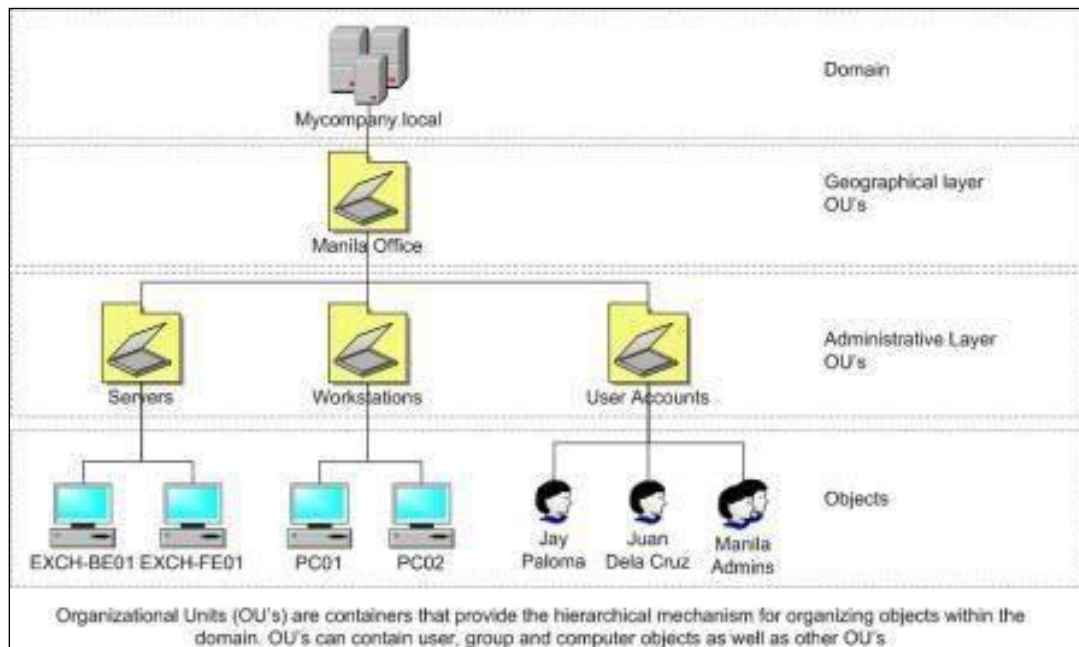 Domain
Mycompany.local
Geographical layer
OU's
Manila Office
Administrative Layer
OU's
Servers
Workstations
User Accounts
Objects
EXCH-BE01
EXCH-FE01
PC01
PC02
Jay
Paloma
Juan
Dela Cruz
Manila
Admins
Organizational Units (OU's) are containers that provide the hierarchical mechanism for organizing objects within the
domain. OU's can contain user, group and computer objects as well as other OU's